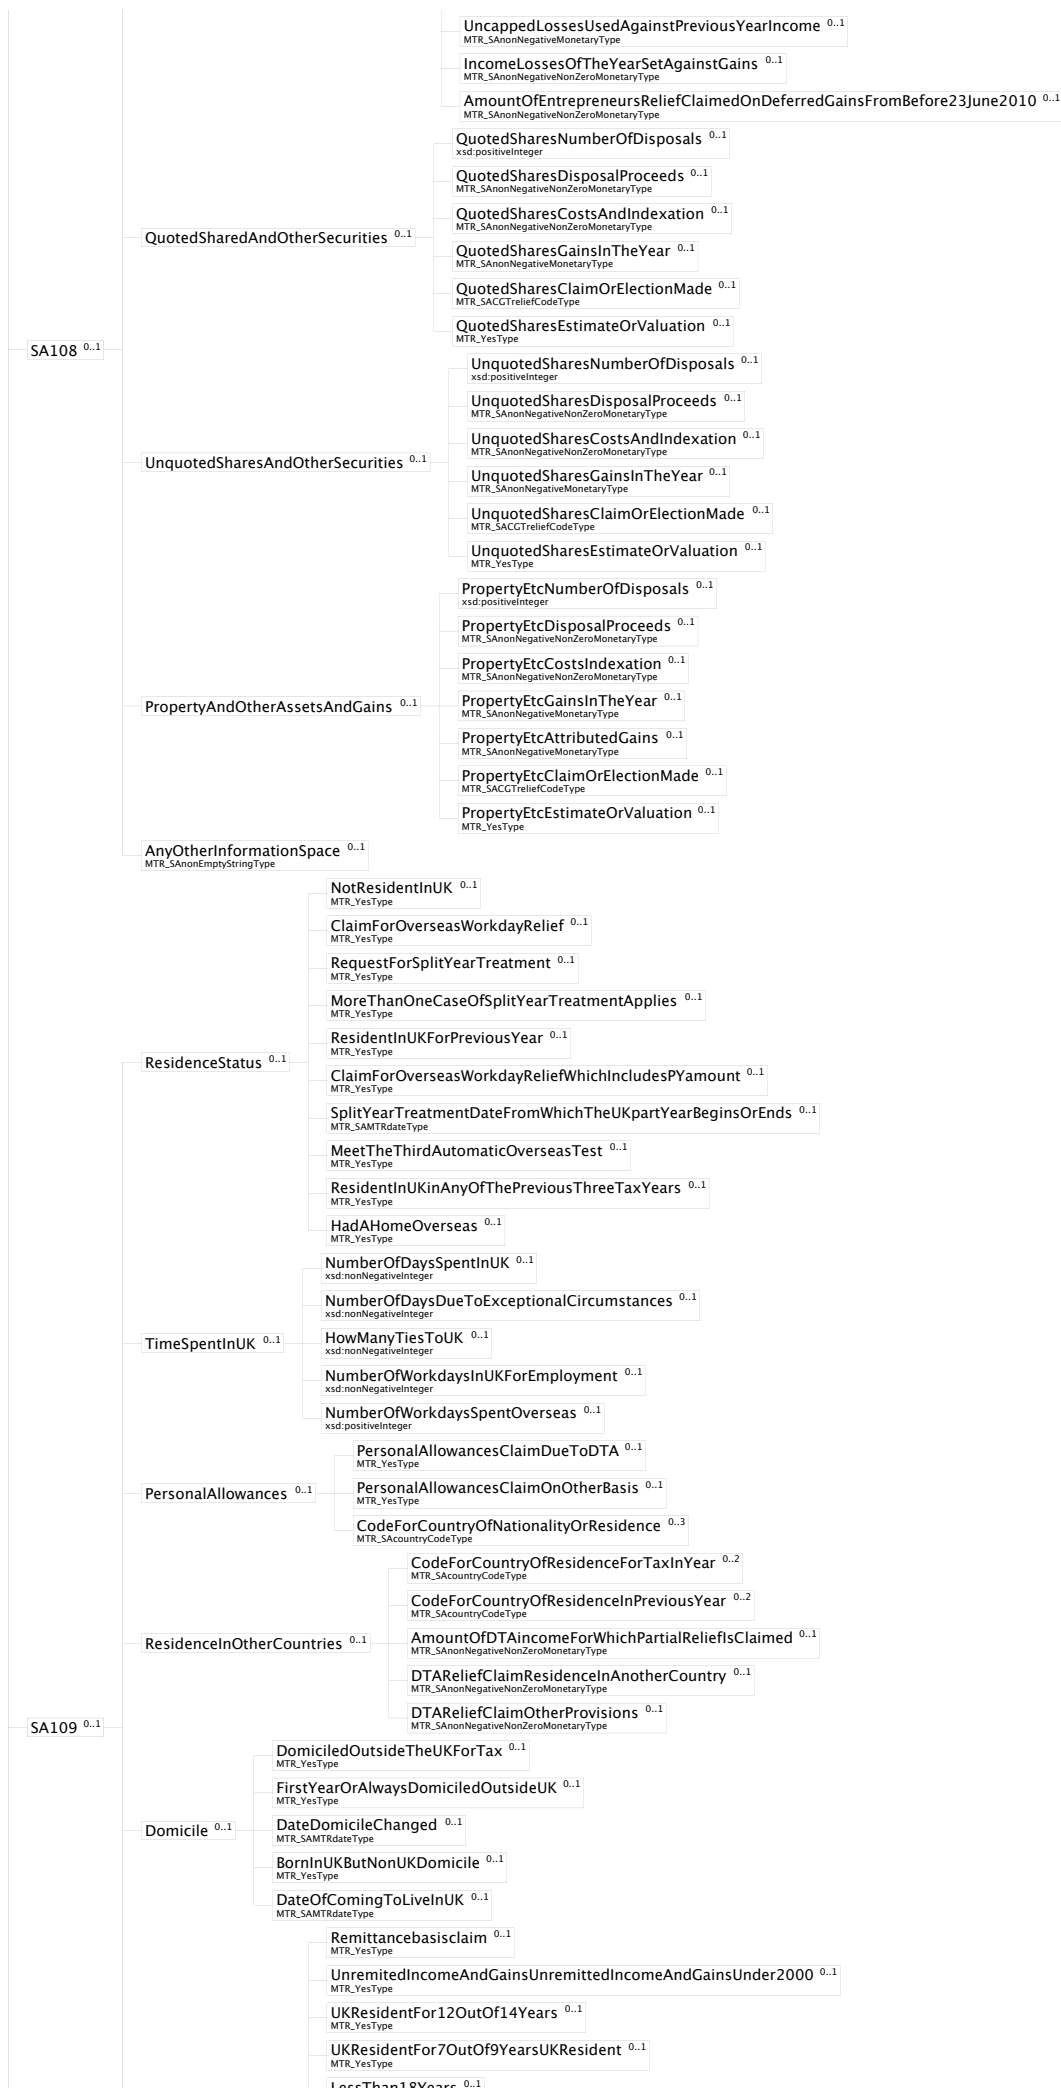 UncappedLossesUsedAgainstPreviousYearIncome 0..1
MTR_SAnonNegativeMonetaryType
IncomeLossesOfTheYearSetAgainstGains 0..1
MTR_SAnonNegativeNonZeroMonetaryType
AmountOfEntrepreneursReliefClaimedOnDeferredGainsFromBefore23June2010 0..1
MTR_SAnonNegativeNonZeroMonetaryType
QuotedSharesNumberOfDisposals 0..1
xsd:positiveInteger
QuotedSharesDisposalProceeds 0..1
MTR_SAnonNegativeNonZeroMonetaryType
QuotedSharesCostsAndIndexation 0..1
MTR_SAnonNegativeNonZeroMonetaryType
QuotedSharedAndOtherSecurities 0..1
QuotedSharesGainsInTheYear 0..1
MTR_SAnonNegativeMonetaryType
QuotedSharesClaimOrElectionMade 0..1
MTR_SACGTreliefCodeType
QuotedSharesEstimateOrValuation 0..1
MTR_YesType
SA108 0..1
UnquotedSharesNumberOfDisposals 0..1
xsd:positiveInteger
UnquotedSharesDisposalProceeds 0..1
MTR_SAnonNegativeNonZeroMonetaryType
UnquotedSharesCostsAndIndexation 0..1
MTR_SAnonNegativeNonZeroMonetaryType
UnquotedSharesAndOtherSecurities 0..1
UnquotedSharesGainsInTheYear 0..1
MTR_SAnonNegativeMonetaryType
UnquotedSharesClaimOrElectionMade 0..1
MTR_SACGTreliefCodeType
UnquotedSharesEstimateOrValuation 0..1
MTR_YesType
PropertyEtcNumberOfDisposals 0..1
xsd:positiveInteger
PropertyEtcDisposalProceeds 0..1
MTR_SAnonNegativeNonZeroMonetaryType
PropertyEtcCostsIndexation 0..1
MTR_SAnonNegativeNonZeroMonetaryType
PropertyAndOtherAssetsAndGains 0..1
PropertyEtcGainsInTheYear 0..1
MTR_SAnonNegativeMonetaryType
PropertyEtcAttributedGains 0..1
MTR_SAnonNegativeMonetaryType
PropertyEtcClaimOrElectionMade 0..1
MTR_SACGTreliefCodeType
PropertyEtcEstimateOrValuation 0..1
MTR_YesType
AnyOtherInformationSpace 0..1
MTR_SAnonEmptyStringType
NotResidentInUK 0..1
MTR_YesType
ClaimForOverseasWorkdayRelief 0..1
MTR_YesType
RequestForSplitYearTreatment 0..1
MTR_YesType
MoreThanOneCaseOfSplitYearTreatmentApplies 0..1
MTR_YesType
ResidentInUKForPreviousYear 0..1
MTR_YesType
ResidenceStatus 0..1
ClaimForOverseasWorkdayReliefWhichIncludesPYamount 0..1
MTR_YesType
SplitYearTreatmentDateFromWhichTheUKpartYearBeginsOrEnds 0..1
MTR_SAMTRdateType
MeetTheThirdAutomaticOverseasTest 0..1
MTR_YesType
ResidentInUKinAnyOfThePreviousThreeTaxYears 0..1
MTR_YesType
HadAHomeOverseas 0..1
MTR_YesType
NumberOfDaysSpentInUK 0..1
xsd:nonNegativeInteger
NumberOfDaysDueToExceptionalCircumstances 0..1
xsd:nonNegativeInteger
TimeSpentInUK 0..1
HowManyTiesToUK 0..1
xsd:nonNegativeInteger
NumberOfWorkdaysInUKForEmployment 0..1
xsd:nonNegativeInteger
NumberOfWorkdaysSpentOverseas 0..1
xsd:positiveInteger
PersonalAllowancesClaimDueToDTA 0..1
MTR_YesType
PersonalAllowances 0..1
PersonalAllowancesClaimOnOtherBasis 0..1
MTR_YesType
CodeForCountryOfNationalityOrResidence 0..3
MTR_SAcountryCodeType
CodeForCountryOfResidenceForTaxInYear 0..2
MTR_SAcountryCodeType
CodeForCountryOfResidenceInPreviousYear 0..2
MTR_SAcountryCodeType
ResidenceInOtherCountries 0..1
AmountOfDTAincomeForWhichPartialReliefIsClaimed 0..1
MTR_SAnonNegativeNonZeroMonetaryType
DTAReliefClaimResidenceInAnotherCountry 0..1
MTR_SAnonNegativeNonZeroMonetaryType
DTAReliefClaimOtherProvisions 0..1
MTR_SAnonNegativeNonZeroMonetaryType
SA109 0..1
DomiciledOutsideTheUKForTax 0..1
MTR_YesType
FirstYearOrAlwaysDomiciledOutsideUK 0..1
MTR_YesType
Domicile 0..1
DateDomicileChanged 0..1
MTR_SAMTRdateType
BornInUKButNonUKDomicile 0..1
MTR_YesType
DateOfComingToLiveInUK 0..1
MTR_SAMTRdateType
Remittancebasisclaim 0..1
MTR_YesType
UnremitedIncomeAndGainsUnremittedIncomeAndGainsUnder2000 0..1
MTR_YesType
UKResidentFor12OutOf14Years 0..1
MTR_YesType
UKResidentFor7OutOf9YearsUKResident 0..1
MTR_YesType
LessThan18Years 0..1